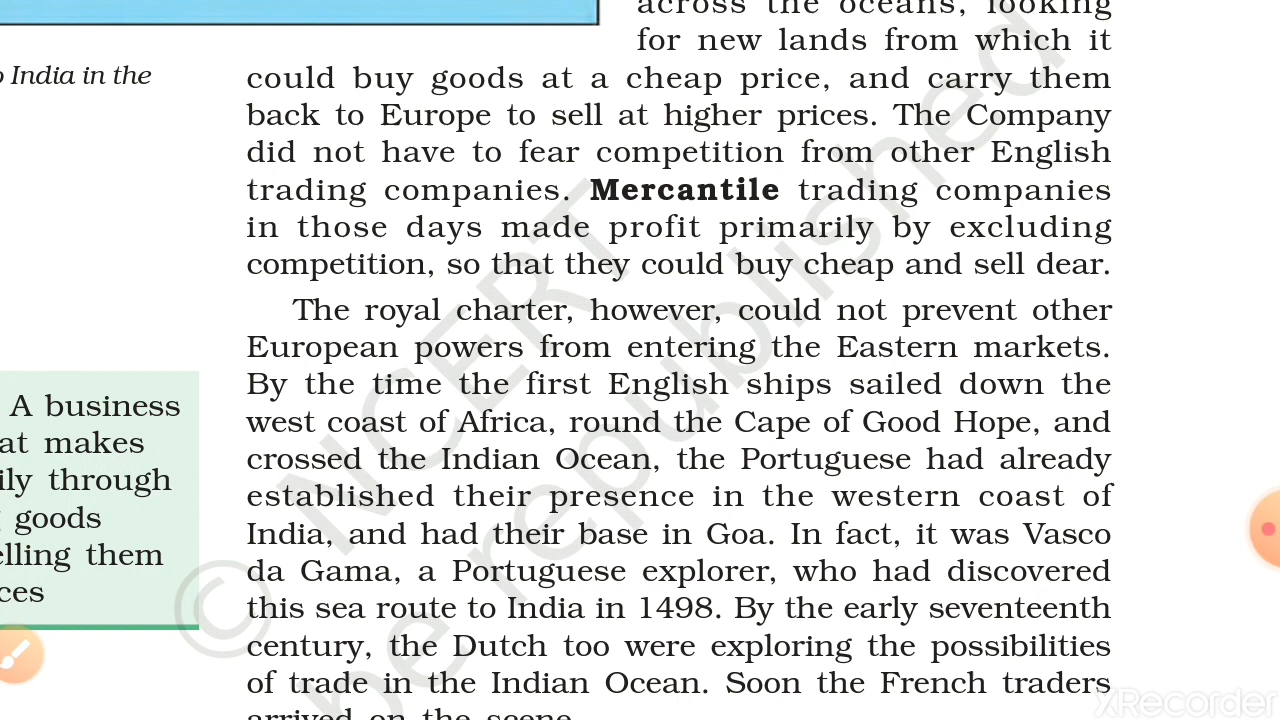 across the oceans, looking
for new lands from which it
India in the
could buy goods at a cheap price, and carry them
back to Europe to sell at higher prices. The Company
did not have to fear competition from other English
trading companies. Mercantile trading companies
in those days made profit primarily by excluding
competition, so that they could buy cheap and sell dear.
The royal charter, however, could not prevent other
European powers from entering the Eastern markets.
By the time the first English ships sailed down the
west coast of Africa, round the Cape of Good Hope, and
crossed the Indian Ocean, the Portuguese had already
established their presence in the western coast of
India, and had their base in Goa. In fact, it was Vasco
da Gama, a Portuguese explorer, who had discovered
this sea route to India in 1498. By the early seventeenth
century, the Dutch too were exploring the possibilities
of trade in the Indian Ocean. Soon the French traders
arrived on the scene.
A business
makes
through
goods
them
© NCERT
be republished
XRecorder